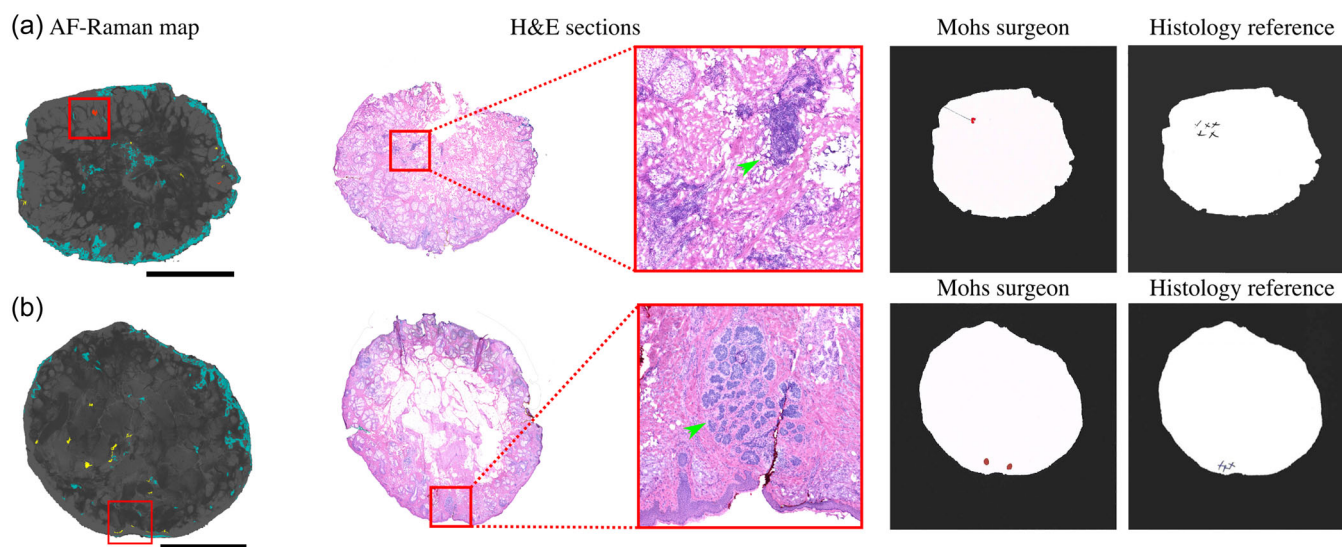 (a) AF-Raman map
H&E sections
Mohs surgeon
Histology reference
(b)
Mohs surgeon
Histology reference